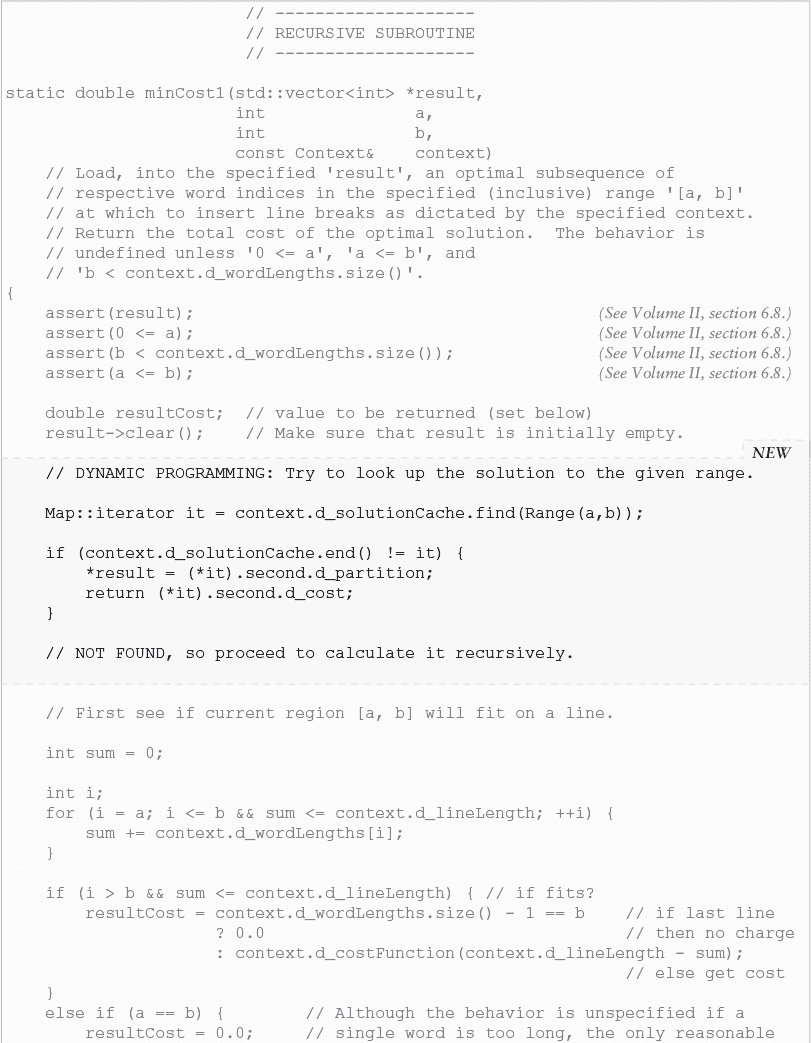 // --------------------
// RECURSIVE SUBROUTINE
// --------------------
static double minCost1(std::vector<int> *result,
                       int               a,
                       int               b,
                       const Context&    context)
    // Load, into the specified 'result', an optimal subsequence of
    // respective word indices in the specified (inclusive) range '[a, b]'
    // at which to insert line breaks as dictated by the specified context.
    // Return the total cost of the optimal solution.  The behavior is
    // undefined unless '0 <= a', 'a <= b', and
    // 'b < context.d_wordLengths.size()'.
{
    assert(result); (See Volume II, section 6.8.)
    assert(0 <= a); (See Volume II, section 6.8.)
    assert(b < context.d_wordLengths.size()); (See Volume II, section 6.8.)
    assert(a <= b); (See Volume II, section 6.8.)
    double resultCost;  // value to be returned (set below)
    result->clear();    // Make sure that result is initially empty.
NEW
    // DYNAMIC PROGRAMMING: Try to look up the solution to the given range.
    Map::iterator it = context.d_solutionCache.find(Range(a,b));
    if (context.d_solutionCache.end() != it) {
        *result = (*it).second.d_partition;
        return (*it).second.d_cost;
    }
    // NOT FOUND, so proceed to calculate it recursively.
    // First see if current region [a, b] will fit on a line.
    int sum = 0;
    int i;
    for (i = a; i <= b && sum <= context.d_lineLength; ++i) {
        sum += context.d_wordLengths[i];
    }
    if (i > b && sum <= context.d_lineLength) { // if fits?
        resultCost = context.d_wordLengths.size() - 1 == b    // if last line
                     ? 0.0                                    // then no charge
                     : context.d_costFunction(context.d_lineLength - sum);
                                                              // else get cost
    }
    else if (a == b) {        // Although the behavior is unspecified if a
        resultCost = 0.0;     // single word is too long, the only reasonable